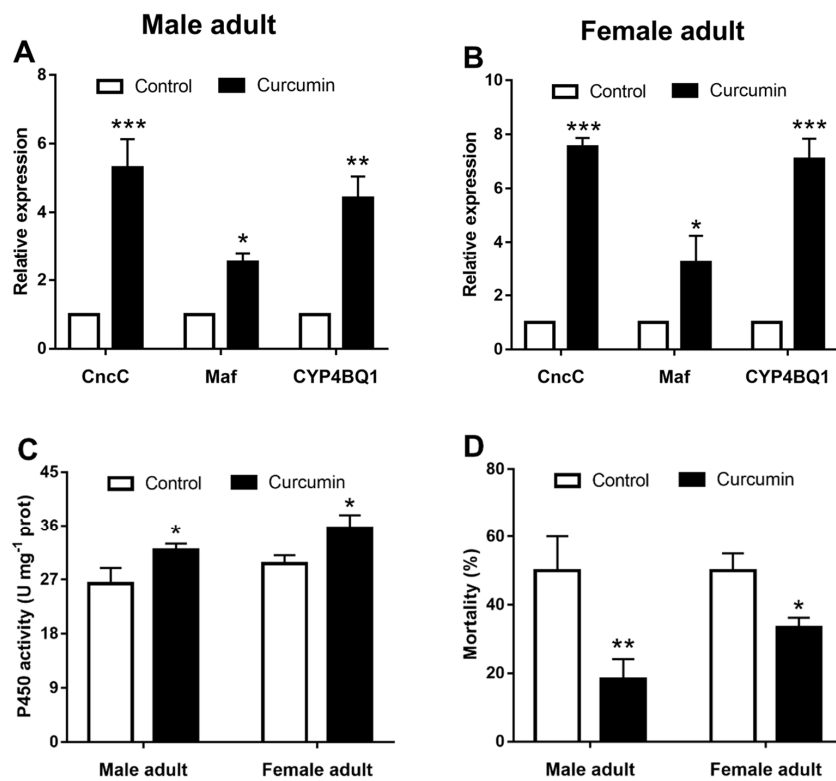 Male adult
A
Control Curcumin
Relative expression
8
6
4
2
0
***
*
**
CncC Maf CYP4BQ1
Female adult
B
Control Curcumin
Relative expression
10
8
6
4
2
0
***
*
***
CncC Maf CYP4BQ1
C
Control Curcumin
P450 activity (U mg-1 prot)
45
36
27
18
9
0
*
*
Male adult Female adult
D
Control Curcumin
Mortality (%)
80
60
40
20
0
**
*
Male adult Female adult